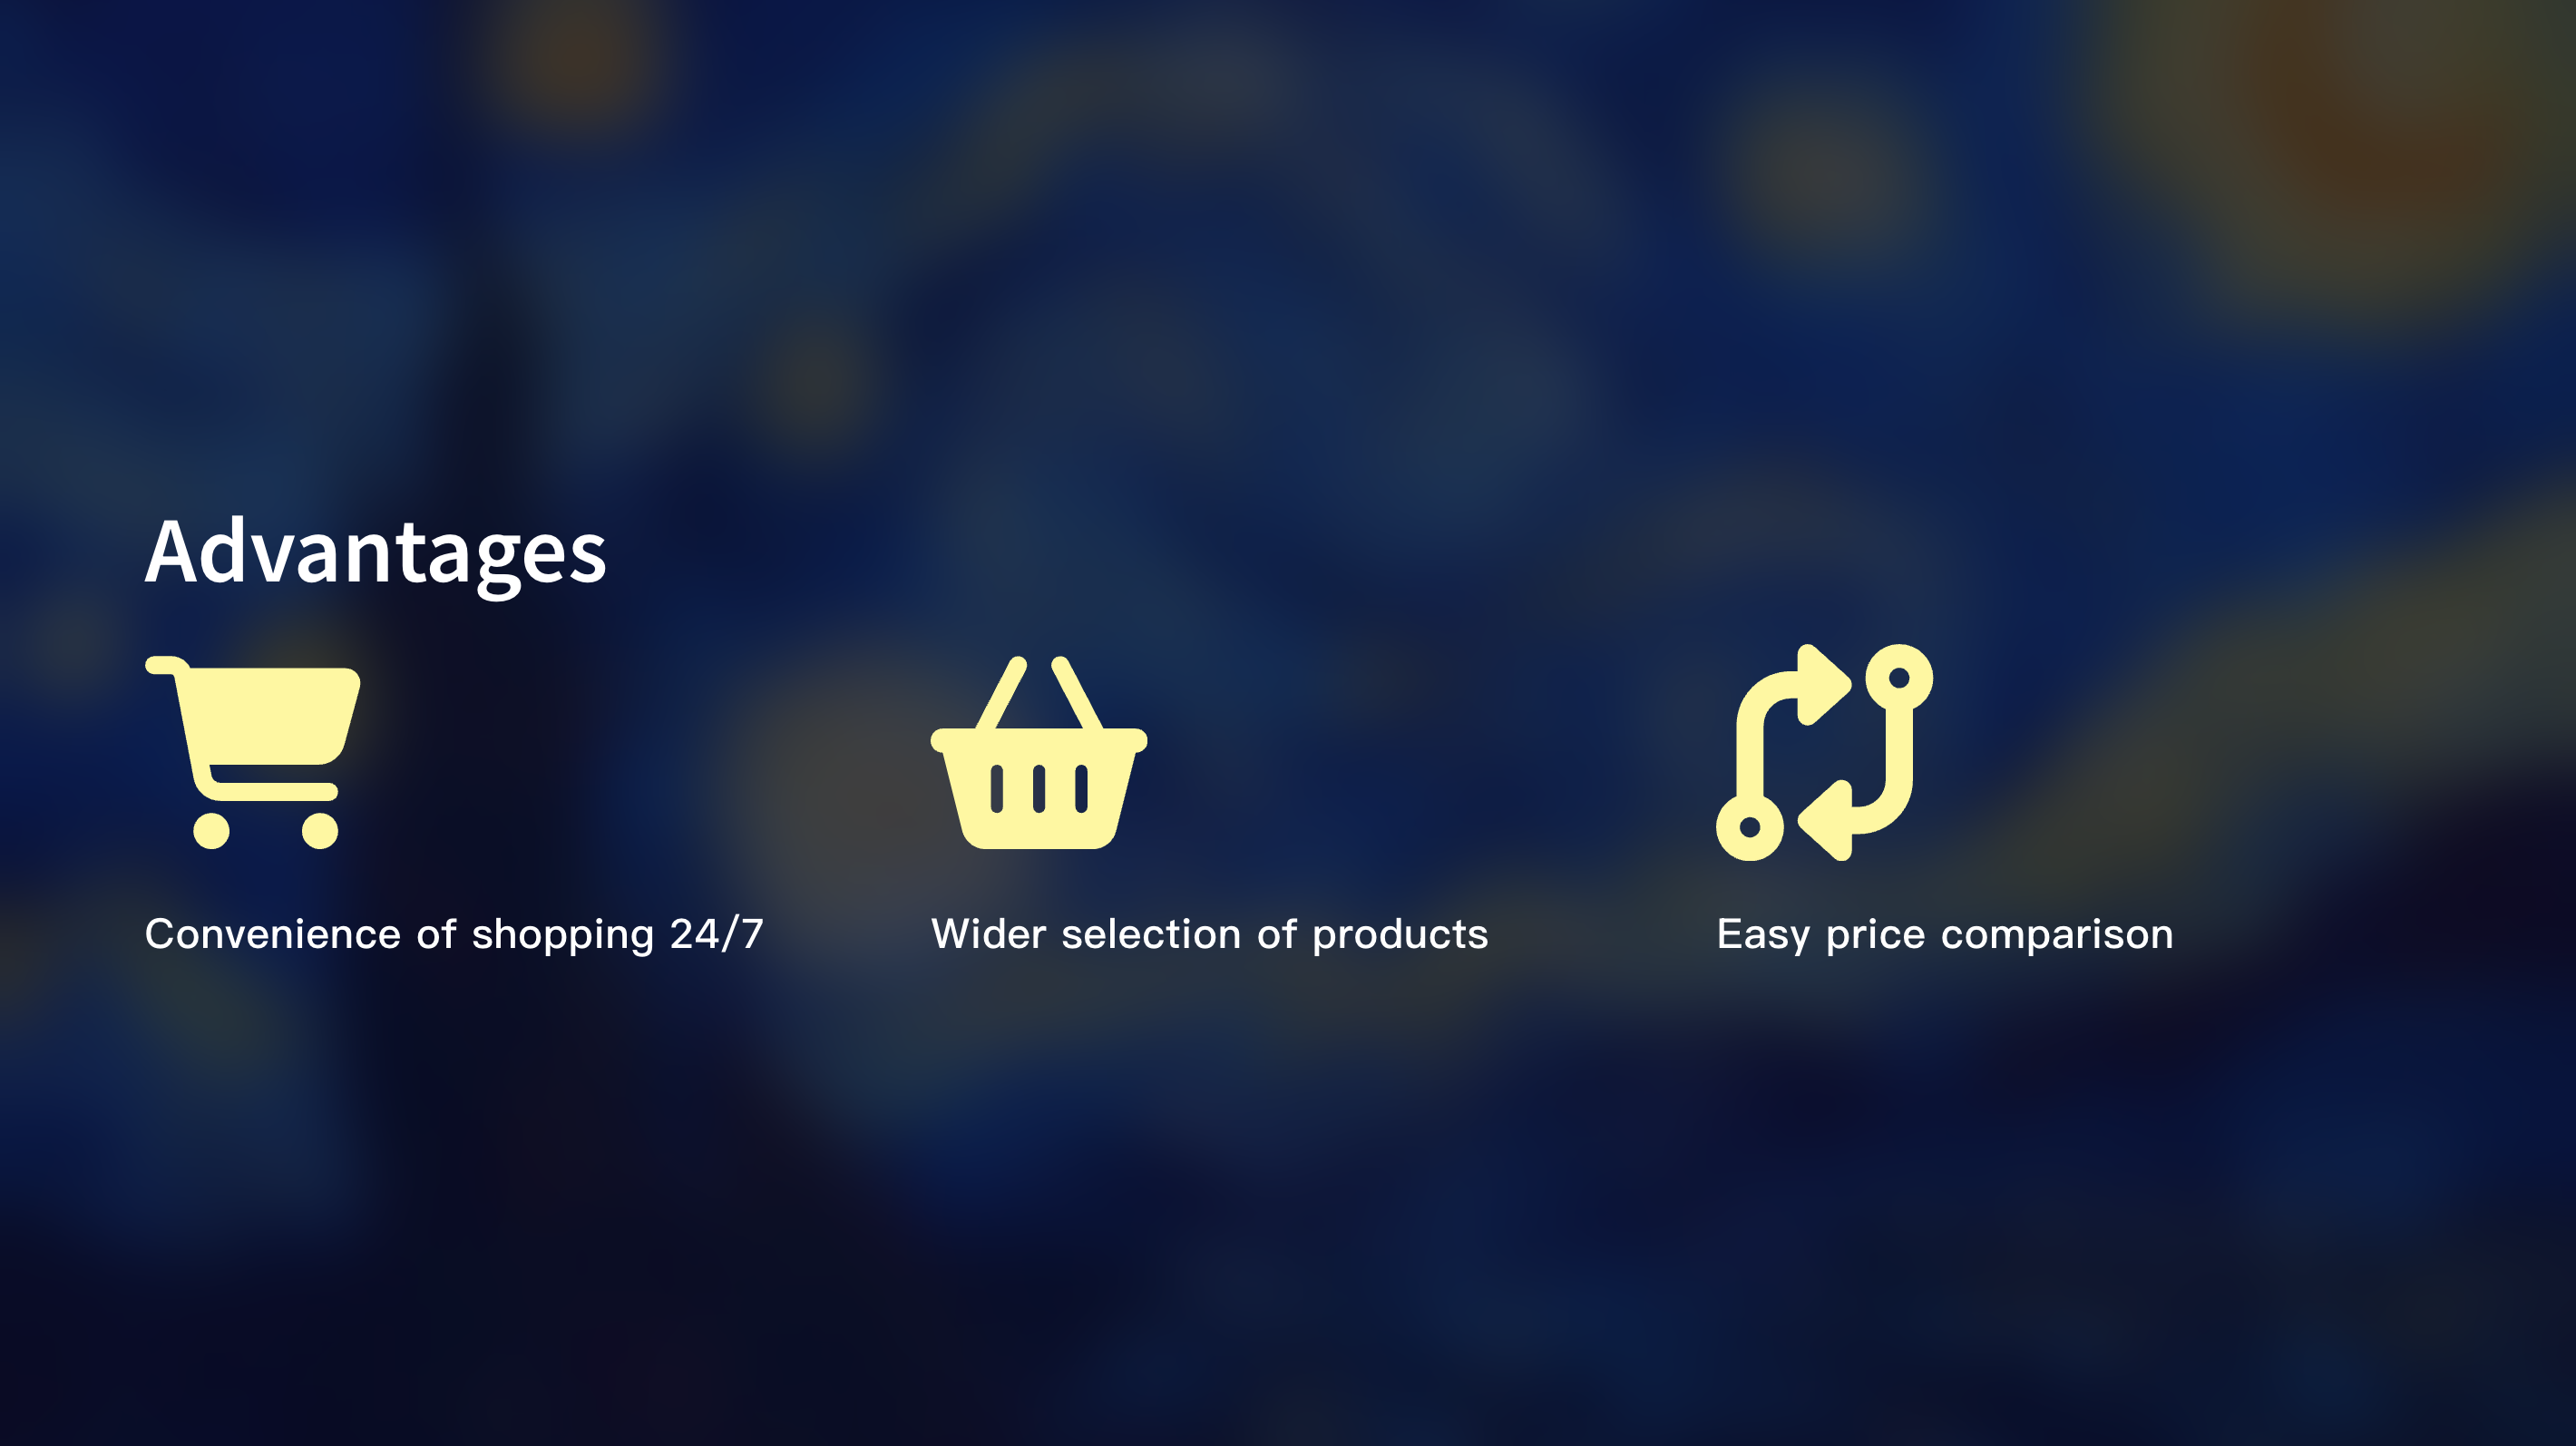 Advantages
Convenience of shopping 24/7
Wider selection of products
Easy price comparison